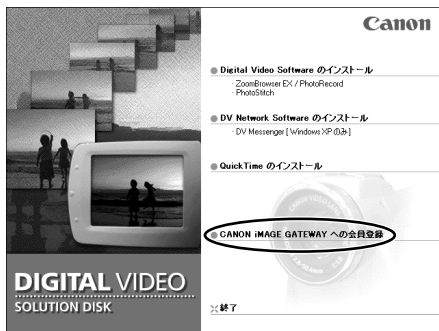 Canon
Digital Video Software のインストール
· ZoomBrowser EX / PhotoRecord
· PhotoStitch
DV Network Software のインストール
· DV Messenger [ Windows XP のみ ]
QuickTime のインストール
CANON iMAGE GATEWAY への会員登録
DIGITAL VIDEO
SOLUTION DISK
終了